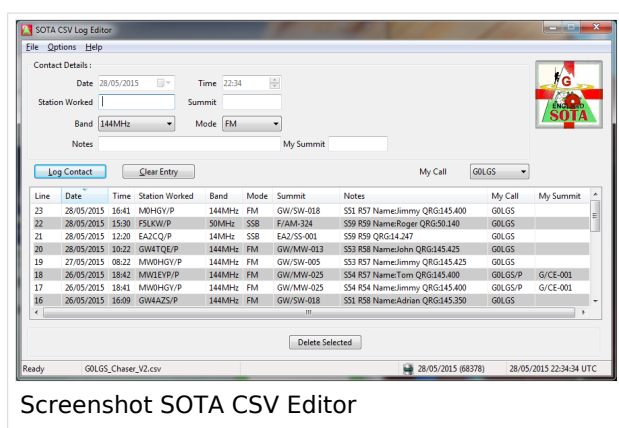 SOTA CSV Log Editor
File Options Help
Contact Details :
Date 28/05/2015 Time 22:34
Station Worked Summit
Band 144MHz Mode FM
Notes My Summit
G
ENGLAND
SOTA
Log Contact Clear Entry My Call G0LGS
Line Date Time Station Worked Band Mode Summit Notes My Call My Summit
23 28/05/2015 16:41 M0HGY/P 144MHz FM GW/SW-018 S51 R57 Name:Jimmy QRG:145.400 G0LGS
22 28/05/2015 15:30 F5LKW/P 50MHz SSB F/AM-324 S59 R59 Name:Roger QRG:50.140 G0LGS
21 28/05/2015 12:20 EA2CQ/P 14MHz SSB EA2/SS-001 S59 R59 QRG:14.247 G0LGS
20 28/05/2015 10:22 GW4TQE/P 144MHz FM GW/MW-013 S53 R58 Name:John QRG:145.425 G0LGS
19 27/05/2015 08:22 MW0HGY/P 144MHz FM GW/SW-005 S53 R57 Name:Jimmy QRG:145.425 G0LGS
18 26/05/2015 18:42 MW1EYP/P 144MHz FM GW/MW-025 S54 R57 Name:Tom QRG:145.400 G0LGS/P G/CE-001
17 26/05/2015 18:41 MW0HGY/P 144MHz FM GW/MW-025 S54 R57 Name:Jimmy QRG:145.400 G0LGS/P G/CE-001
16 26/05/2015 16:09 GW4AZS/P 144MHz FM GW/SW-018 S51 R58 Name:Adrian QRG:145.350 G0LGS
Delete Selected
Ready G0LGS_Chaser_V2.csv 28/05/2015 (68378) 28/05/2015 22:34:34 UTC
Screenshot SOTA CSV Editor